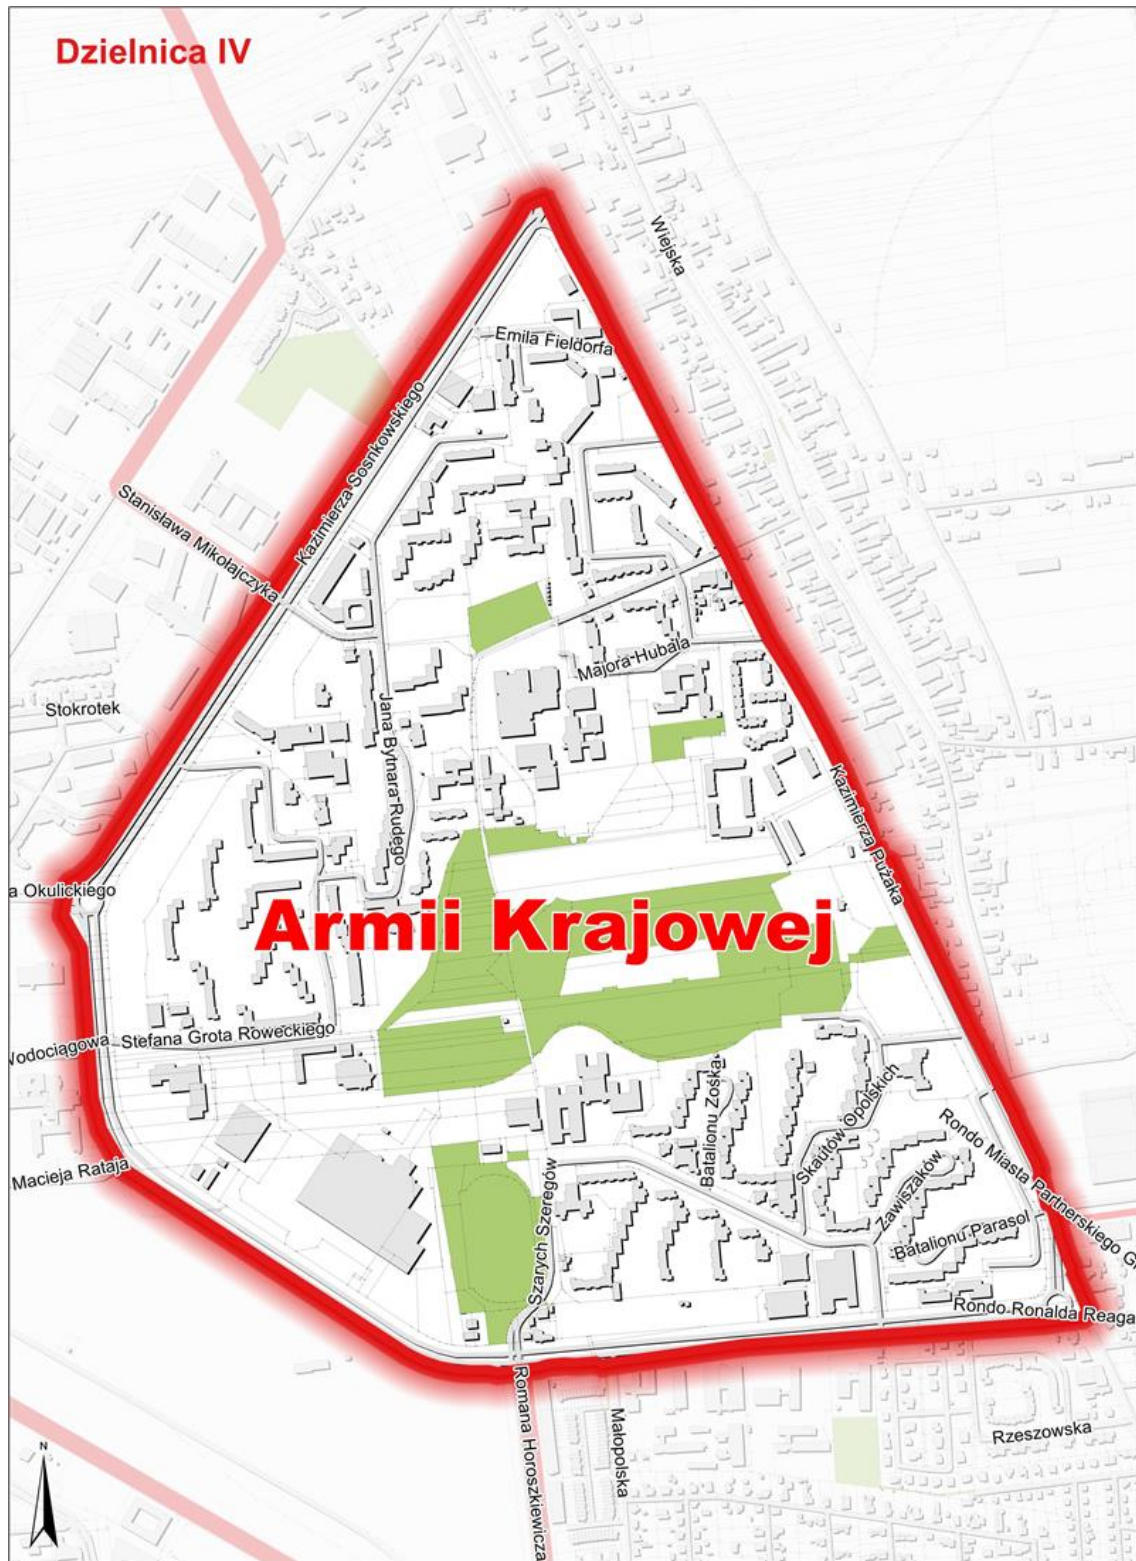 Dzielnica IV
Wiejska
Emila Fieldorfa
Kazimierza Sosnkowskiego
Stanisława Mikołajczyka
Majora Hubala
Stokrotek
Jana Bytnara Rudego
Kazimierza Pużaka
a Okulickiego
Armii Krajowej
Stefana Grota Roweckiego
Wodociągowa
Batalionu Zośka
Skautów Opolskich
Rondo Miasta Partnerskiego G
Macieja Rataja
Zawiszaków
Szarych Szeregów
Batalionu Parasol
Rondo Ronalda Reaga
Romana Horoszkiewicza
Małopolska
Rzeszowska
N